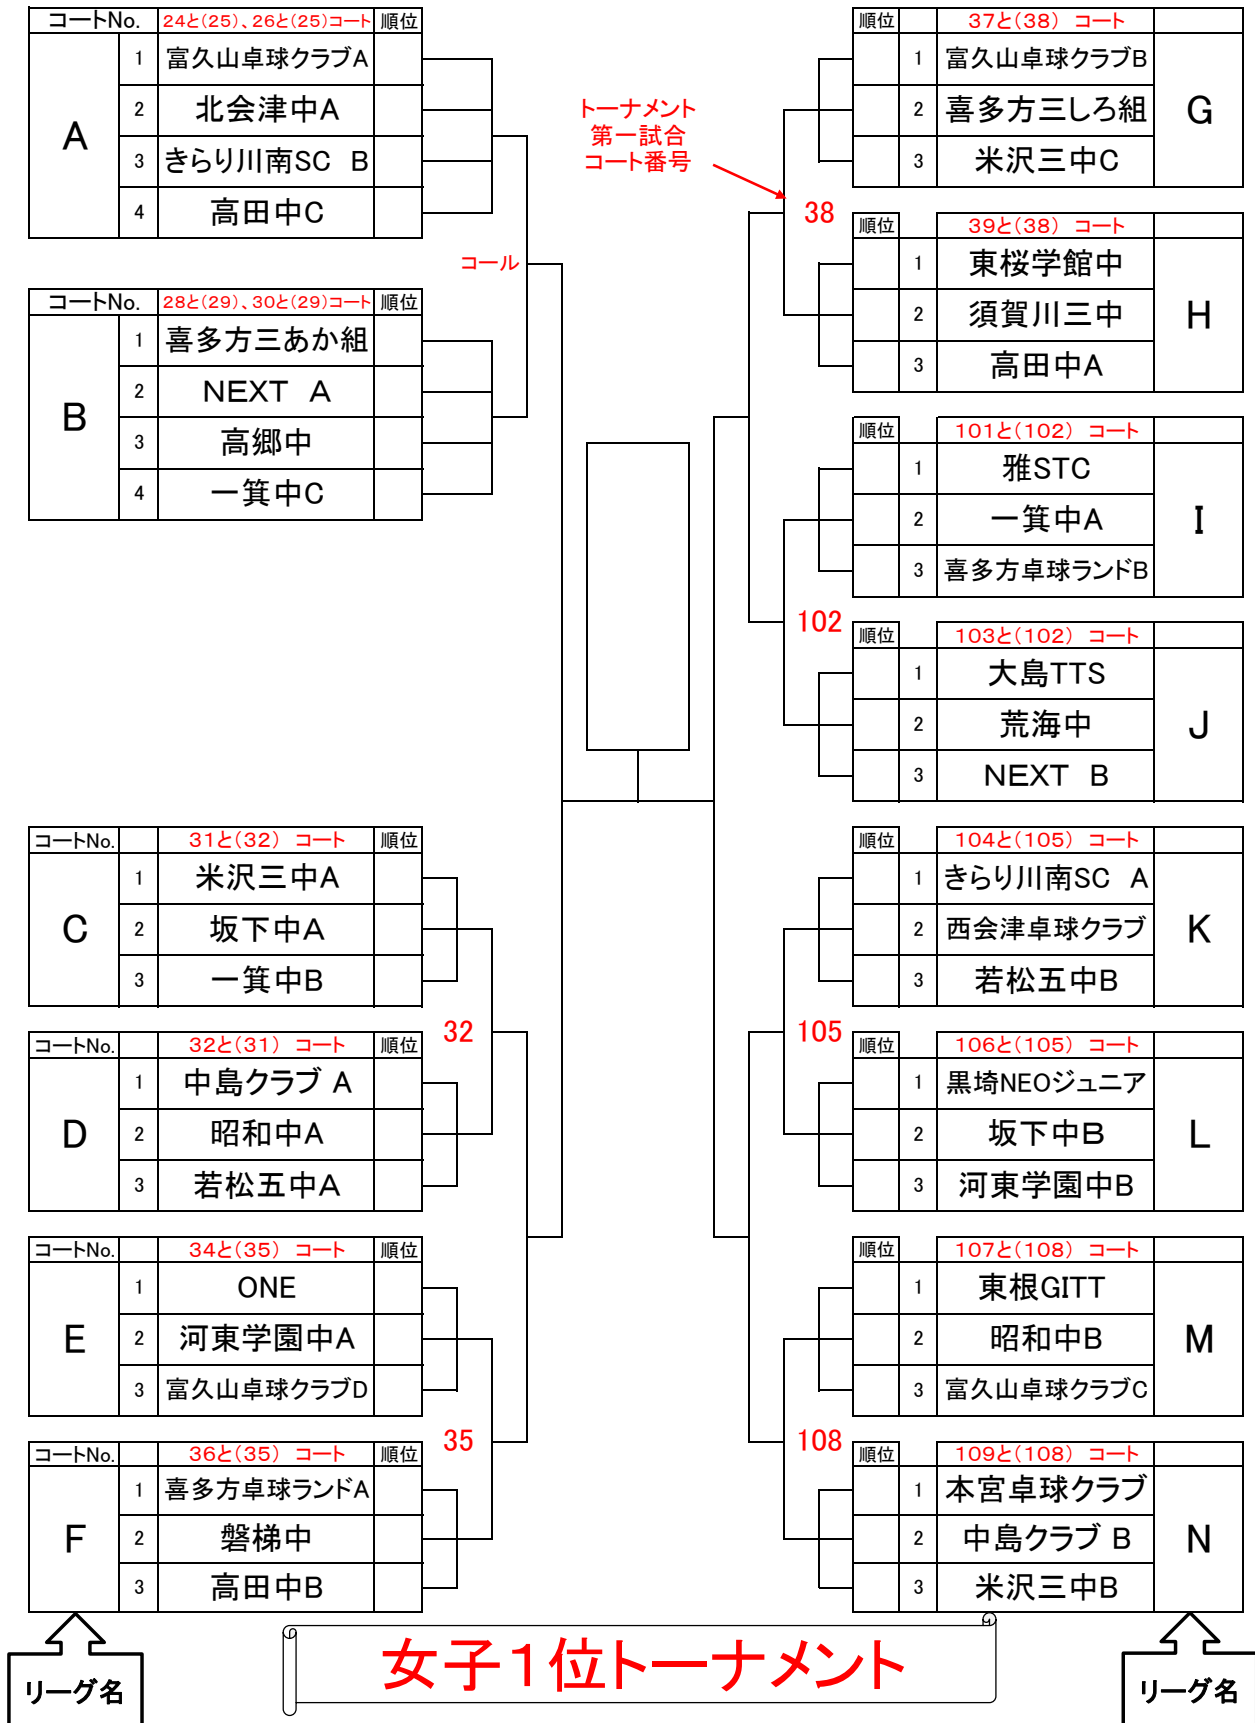 コートNo. 24と(25)、26と(25)コート 順位
A
1 富久山卓球クラブA
2 北会津中A
3 きらり川南SC B
4 高田中C
コール
コートNo. 28と(29)、30と(29)コート 順位
B
1 喜多方三あか組
2 NEXT A
3 高郷中
4 一箕中C
コートNo. 31と(32) コート 順位
C
1 米沢三中A
2 坂下中A
3 一箕中B
32
コートNo. 32と(31) コート 順位
D
1 中島クラブ A
2 昭和中A
3 若松五中A
コートNo. 34と(35) コート 順位
E
1 ONE
2 河東学園中A
3 富久山卓球クラブD
35
コートNo. 36と(35) コート 順位
F
1 喜多方卓球ランドA
2 磐梯中
3 高田中B
リーグ名
トーナメント
第一試合
コート番号
順位 37と(38) コート
1 富久山卓球クラブB
2 喜多方三しろ組
3 米沢三中C
G
38
順位 39と(38) コート
1 東桜学館中
2 須賀川三中
3 高田中A
H
順位 101と(102) コート
1 雅STC
2 一箕中A
3 喜多方卓球ランドB
I
102
順位 103と(102) コート
1 大島TTS
2 荒海中
3 NEXT B
J
順位 104と(105) コート
1 きらり川南SC A
2 西会津卓球クラブ
3 若松五中B
K
105
順位 106と(105) コート
1 黒埼NEOジュニア
2 坂下中B
3 河東学園中B
L
順位 107と(108) コート
1 東根GITT
2 昭和中B
3 富久山卓球クラブC
M
108
順位 109と(108) コート
1 本宮卓球クラブ
2 中島クラブ B
3 米沢三中B
N
リーグ名
女子1位トーナメント